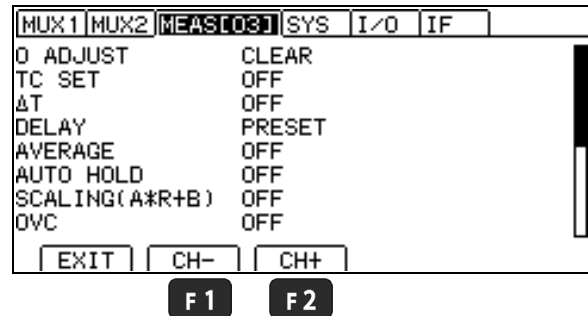 MUX1 MUX2 MEAS[03] SYS I/O IF
0 ADJUST CLEAR
TC SET OFF
ΔT OFF
DELAY PRESET
AVERAGE OFF
AUTO HOLD OFF
SCALING(A*R+B) OFF
OVC OFF
EXIT CH- CH+
F1 F2